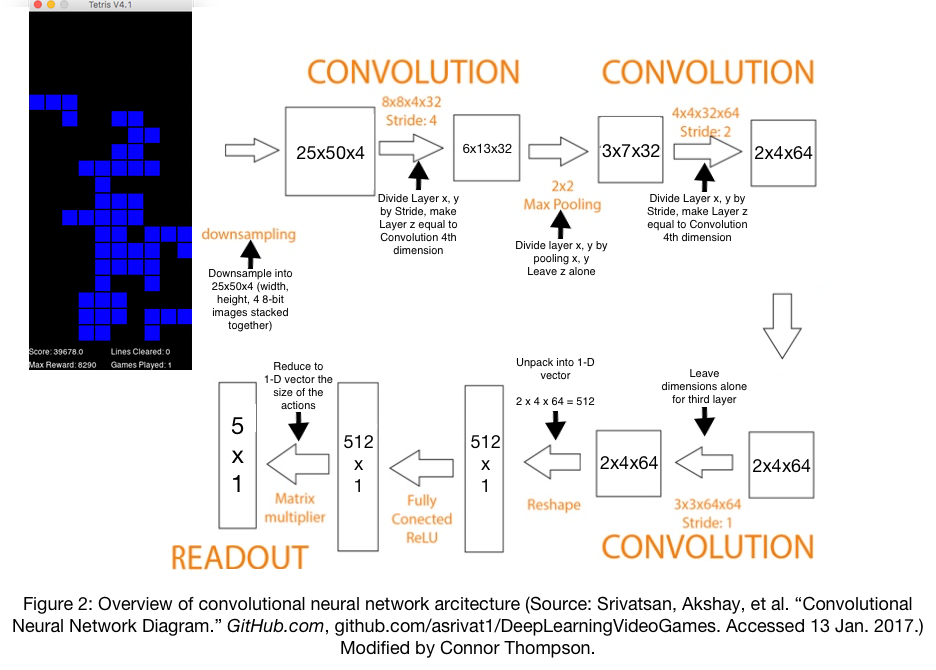 Tetris V4.1
CONVOLUTION
CONVOLUTION
8x8x4x32
Stride: 4
4x4x32x64
Stride: 2
25x50x4
6x13x32
3x7x32
2x4x64
2x2
Max Pooling
Divide Layer x, y
by Stride, make
Layer z equal to
Convolution 4th
dimension
Divide layer x, y by
pooling x, y
Leave z alone
Divide Layer x, y by
Stride, make Layer z
equal to Convolution
4th dimension
downsampling
Downsample into
25x50x4 (width,
height, 4 8-bit
images stacked
together)
Score: 39678.0 Lines Cleared: 0
Max Reward: 8290 Games Played: 1
Reduce to
1-D vector the
size of the
actions
Unpack into 1-D
vector
2 x 4 x 64 = 512
Leave
dimensions alone
for third layer
5
x
1
512
x
1
512
x
1
2x4x64
2x4x64
Matrix
multiplier
Fully
Conected
ReLU
Reshape
3x3x64x64
Stride: 1
READOUT
CONVOLUTION
Figure 2: Overview of convolutional neural network arcitecture (Source: Srivatsan, Akshay, et al. “Convolutional
Neural Network Diagram.” GitHub.com, github.com/asrivat1/DeepLearningVideoGames. Accessed 13 Jan. 2017.)
Modified by Connor Thompson.